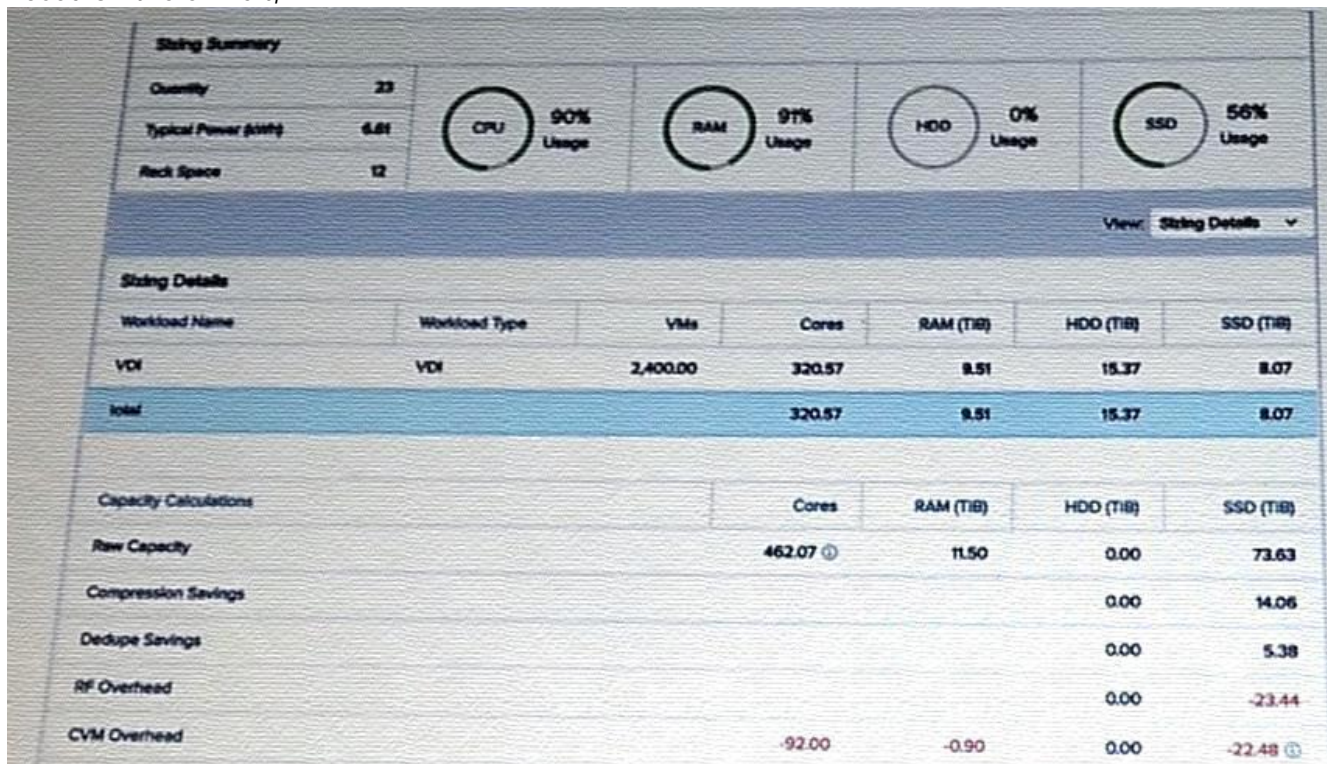 Sizing Summary
Quantity 23
Typical Power (kWh) 6.61
Rack Space 12
CPU 90% Usage
RAM 91% Usage
HDD 0% Usage
SSD 56% Usage
View: Sizing Details
Sizing Details
Workload Name Workload Type VMs Cores RAM (TiB) HDD (TiB) SSD (TiB)
VDI VDI 2,400.00 320.57 9.51 15.37 8.07
Total 320.57 9.51 15.37 8.07
Capacity Calculations Cores RAM (TiB) HDD (TiB) SSD (TiB)
Raw Capacity 462.07 11.50 0.00 73.63
Compression Savings 0.00 14.06
Dedupe Savings 0.00 5.38
RF Overhead 0.00 -23.44
CVM Overhead -92.00 -0.90 0.00 -22.48